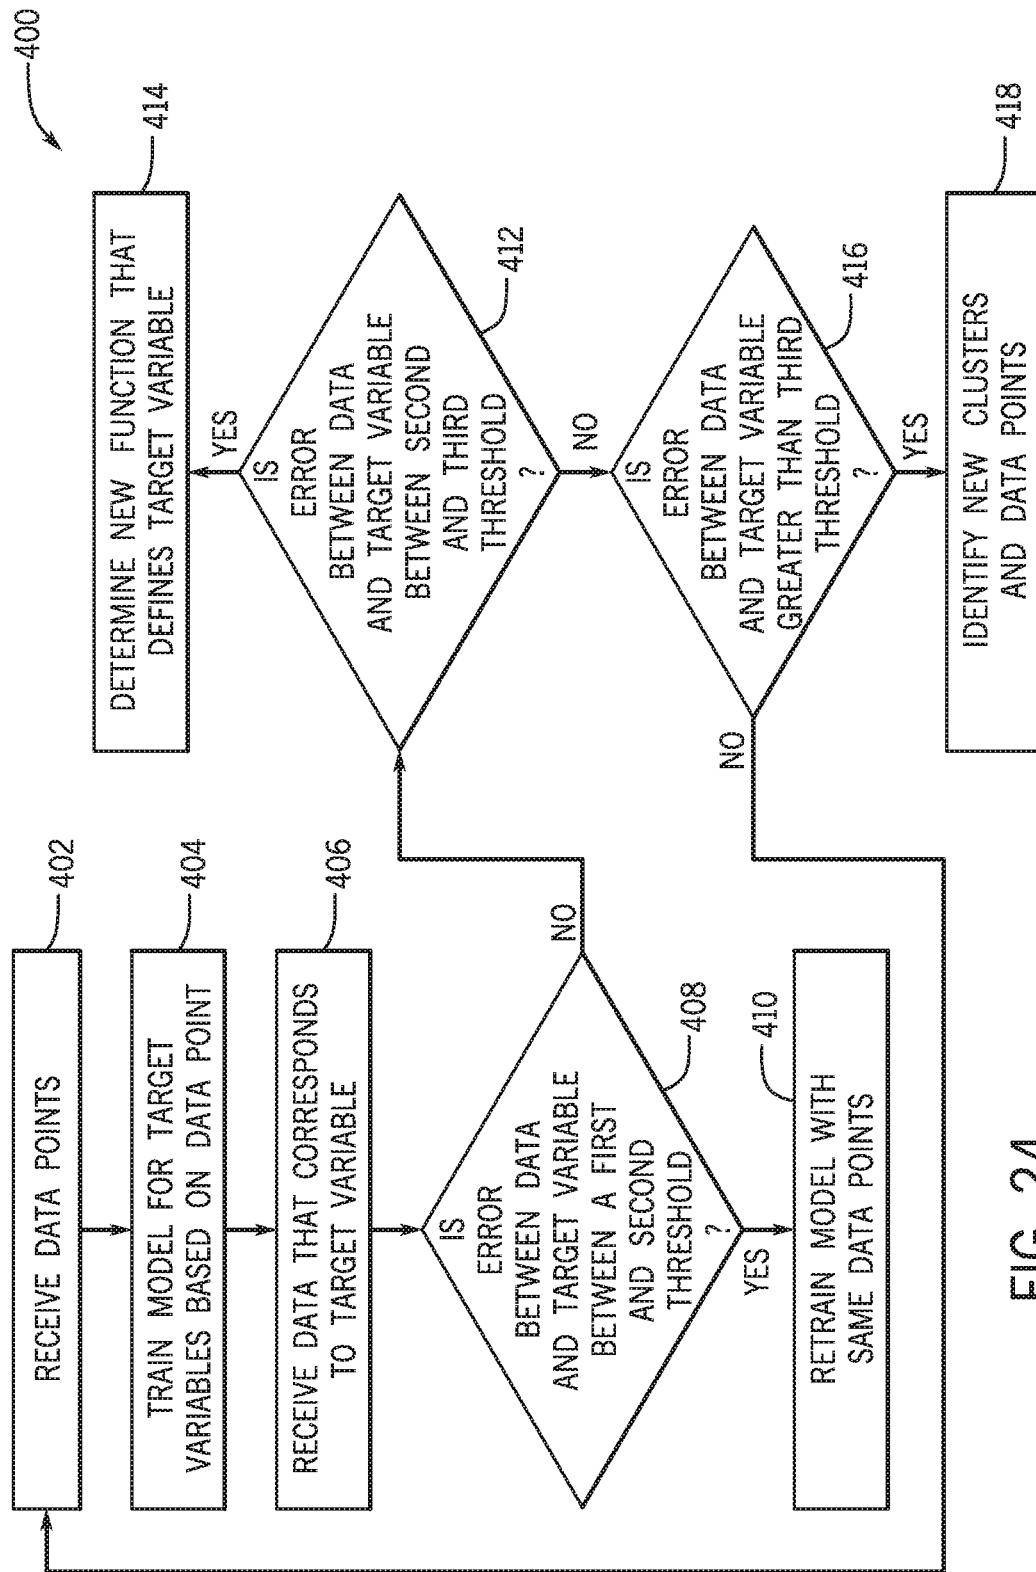 400
RECEIVE DATA POINTS
402
TRAIN MODEL FOR TARGET
VARIABLES BASED ON DATA POINT
404
RECEIVE DATA THAT CORRESPONDS
TO TARGET VARIABLE
406
IS
ERROR
BETWEEN DATA
AND TARGET VARIABLE
BETWEEN A FIRST
AND SECOND
THRESHOLD
?
408
NO
YES
RETRAIN MODEL WITH
SAME DATA POINTS
410
DETERMINE NEW FUNCTION THAT
DEFINES TARGET VARIABLE
414
YES
IS
ERROR
BETWEEN DATA
AND TARGET VARIABLE
BETWEEN SECOND
AND THIRD
THRESHOLD
?
412
NO
IS
ERROR
BETWEEN DATA
AND TARGET VARIABLE
GREATER THAN THIRD
THRESHOLD
?
416
NO
YES
IDENTIFY NEW CLUSTERS
AND DATA POINTS
418
FIG. 24